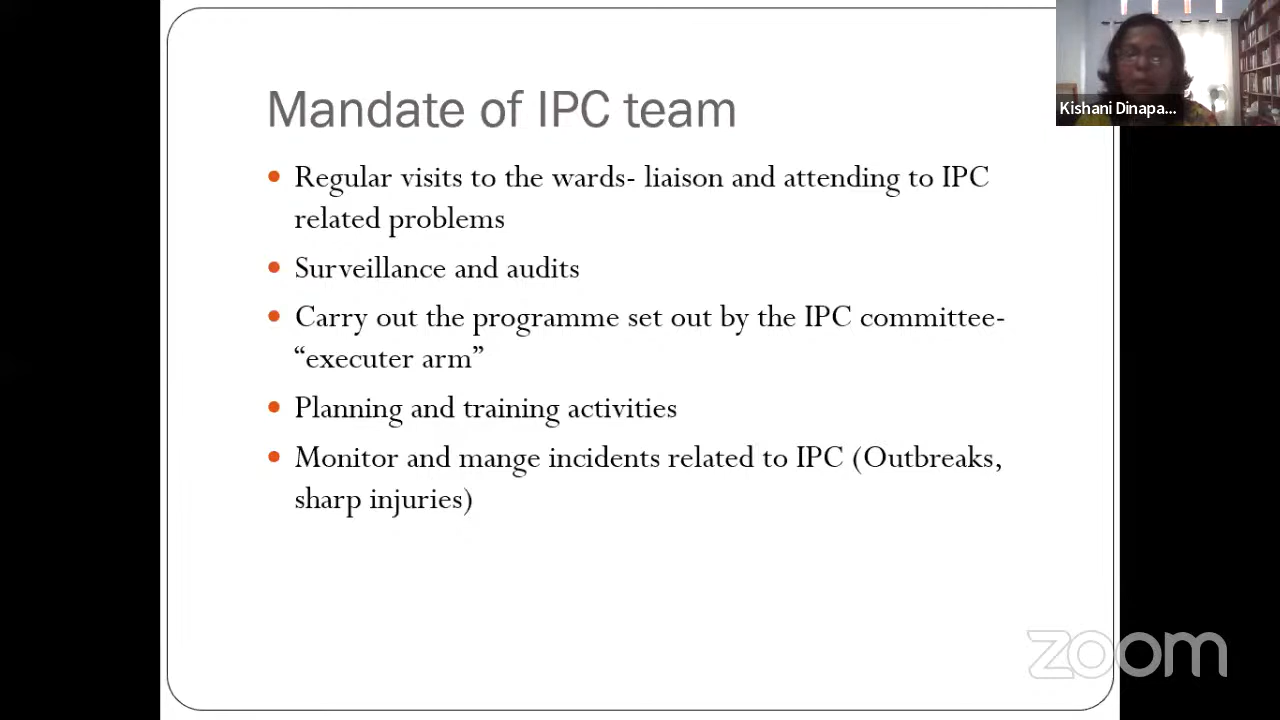 Mandate of IPC team
Kishani Dinapa...
• Regular visits to the wards- liaison and attending to IPC
related problems
• Surveillance and audits
• Carry out the programme set out by the IPC committee-
“executer arm”
• Planning and training activities
• Monitor and mange incidents related to IPC (Outbreaks,
sharp injuries)
zoom